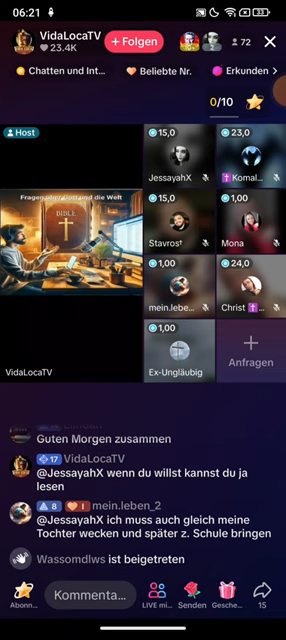 06:21
VidaLocaTV
23.4K
+ Folgen
2
72
Chatten und Int...
Beliebte Nr.
Erkunden
0/10
Host
Fragen über Gott und die Welt
BIBLE
VidaLocaTV
15,0
JessayahX
23,0
Komal...
15,0
Stavros†
1,00
Mona
1,00
mein.lebe...
24,0
Christ
1,00
Ex-Ungläubig
Anfragen
Guten Morgen zusammen
17 VidaLocaTV
@JessayahX wenn du willst kannst du ja
lesen
8 1 mein.leben_2
@JessayahX ich muss auch gleich meine
Tochter wecken und später z. Schule bringen
Wassomdlws ist beigetreten
Abonn...
Kommenta...
LIVE mi...
Senden
Gesche...
15